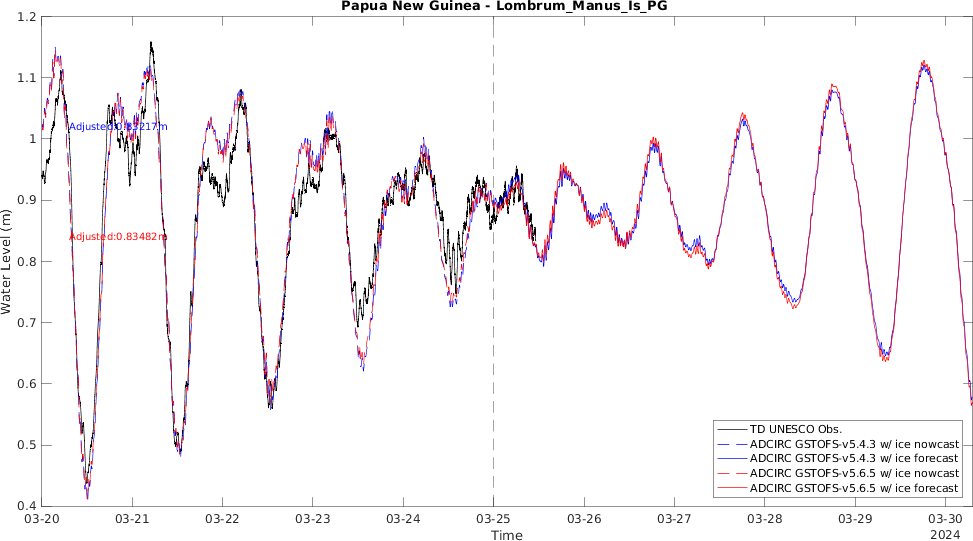 Papua New Guinea - Lombrum_Manus_Is_PG
1.2
1.1
1
0.9
0.8
0.7
0.6
0.5
0.4
Water Level (m)
Adjusted:0.83217m
Adjusted:0.83482m
TD UNESCO Obs.
ADCIRC GSTOFS-v5.4.3 w/ ice nowcast
ADCIRC GSTOFS-v5.4.3 w/ ice forecast
ADCIRC GSTOFS-v5.6.5 w/ ice nowcast
ADCIRC GSTOFS-v5.6.5 w/ ice forecast
03-20 03-21 03-22 03-23 03-24 03-25 03-26 03-27 03-28 03-29 03-30
2024
Time